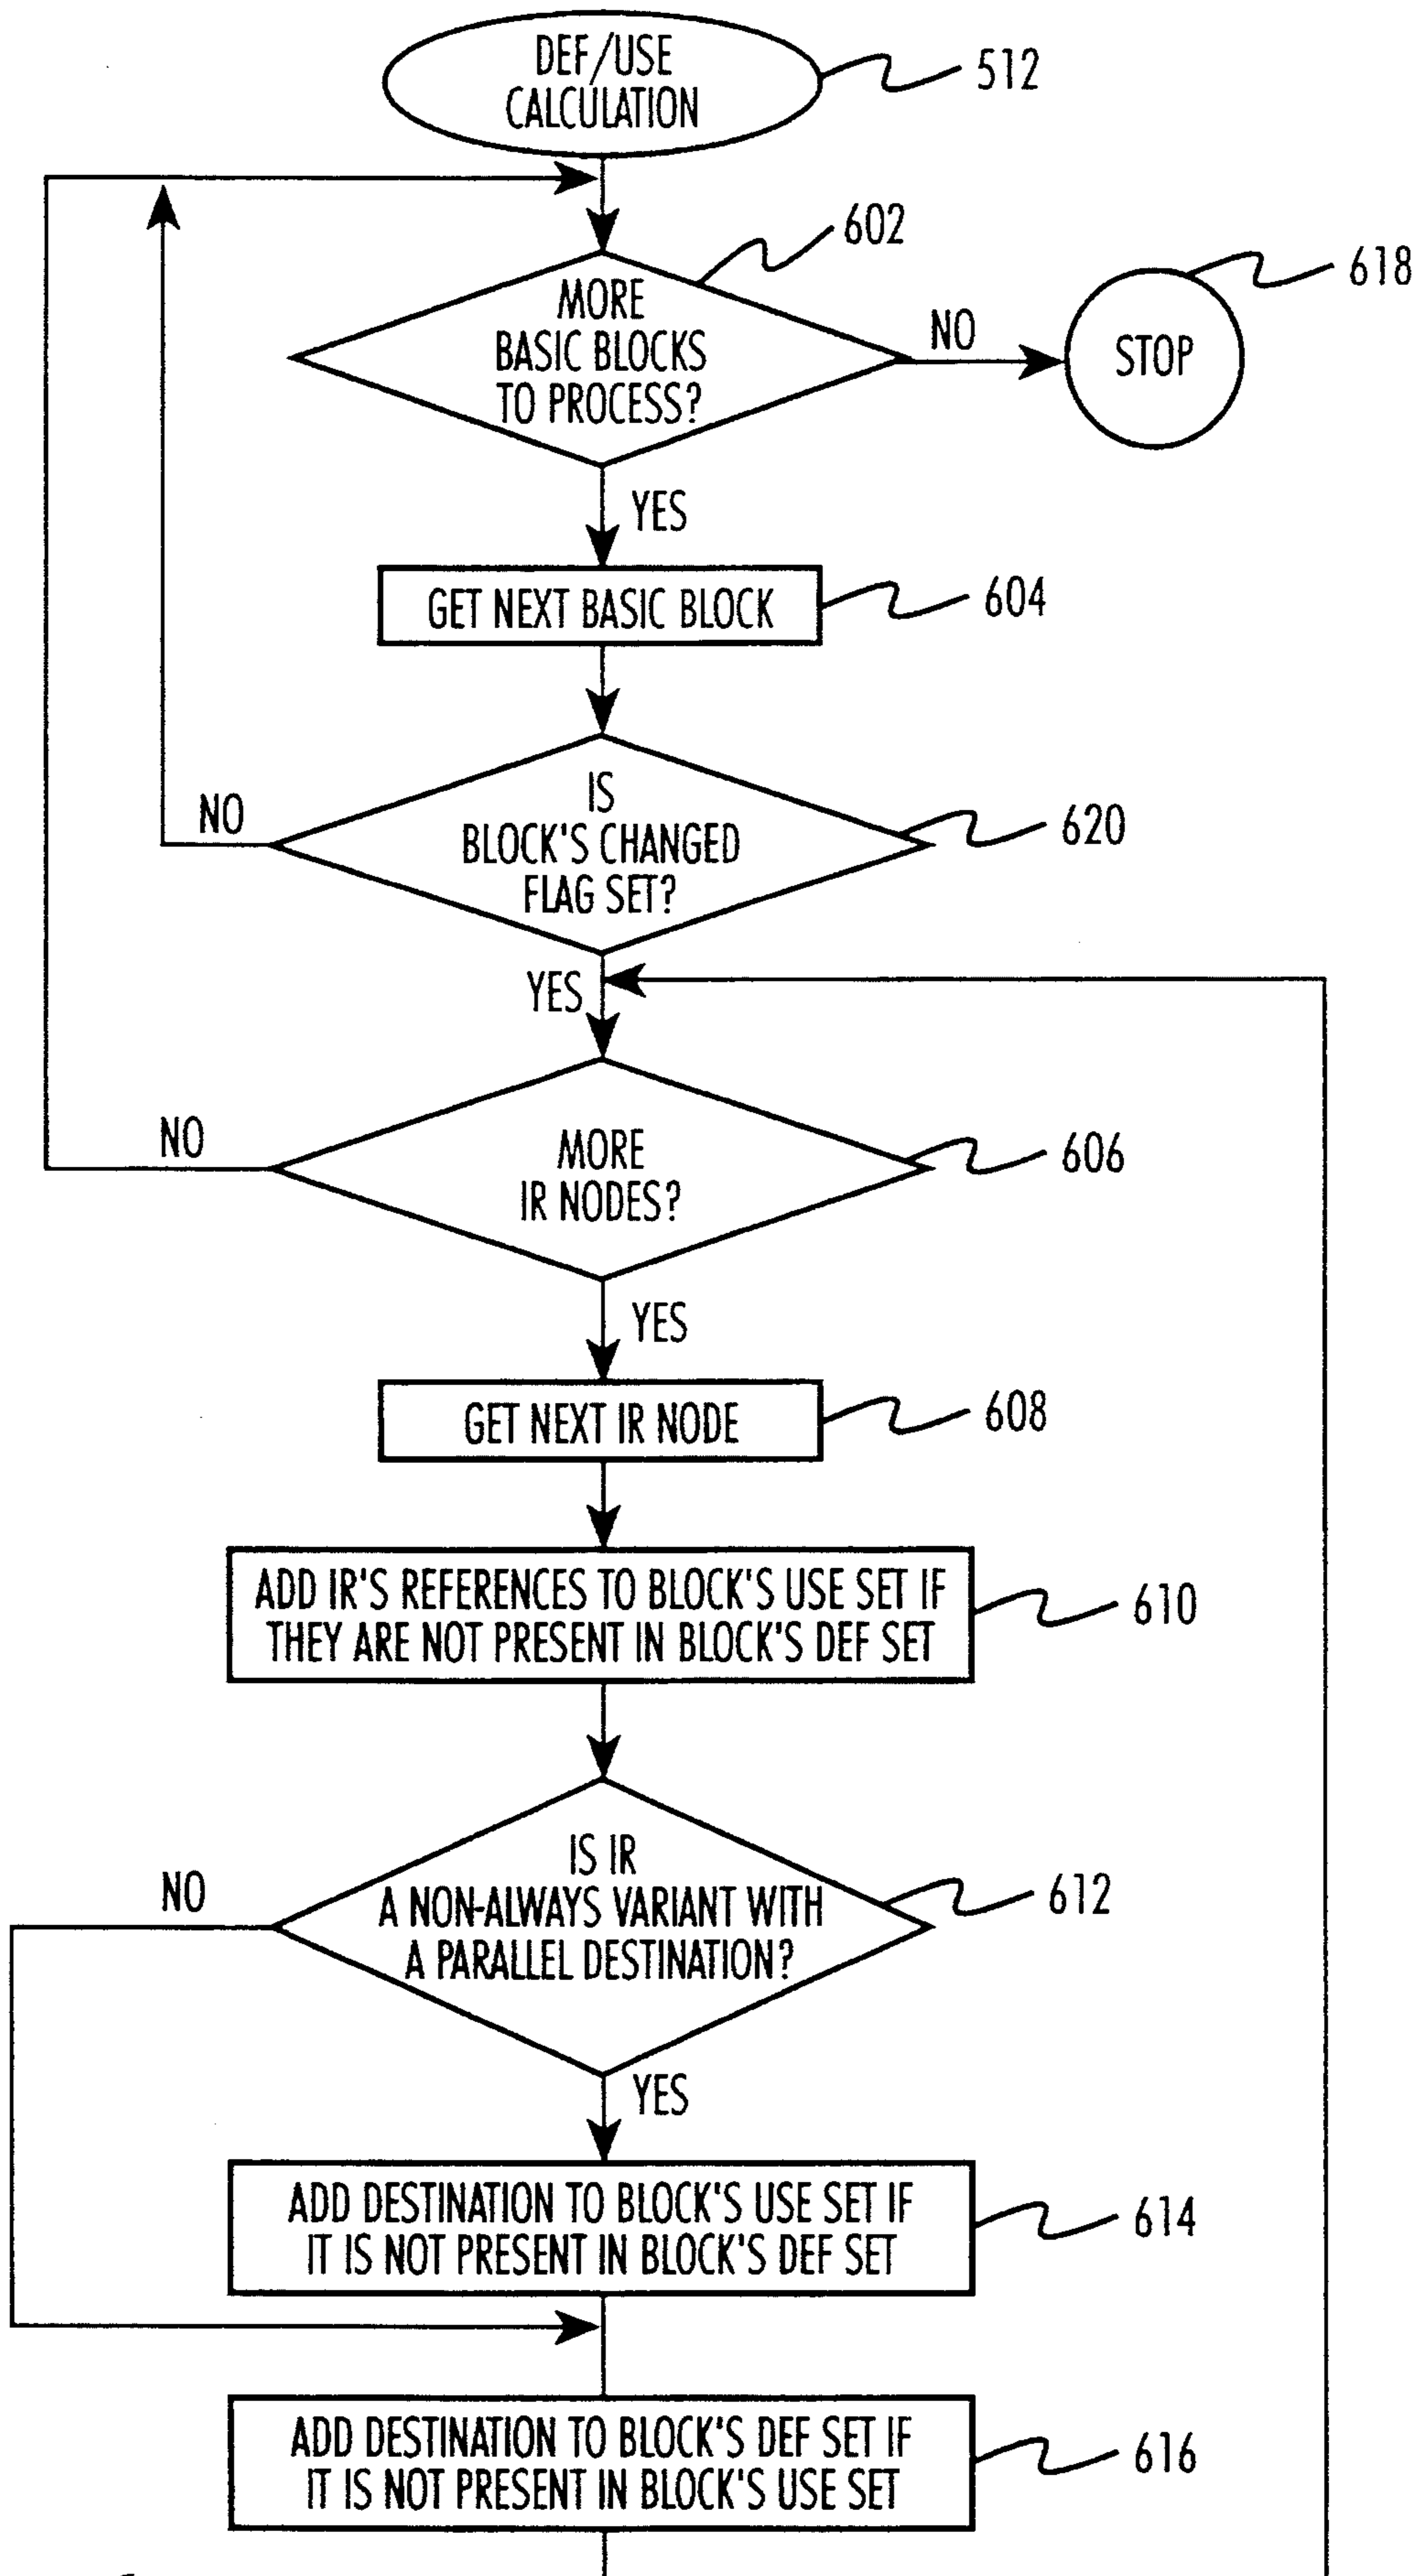 DEF/USE
CALCULATION
512
602
618
MORE
BASIC BLOCKS
TO PROCESS?
NO
STOP
YES
GET NEXT BASIC BLOCK
604
IS
BLOCK'S CHANGED
FLAG SET?
NO
620
YES
MORE
IR NODES?
NO
606
YES
GET NEXT IR NODE
608
ADD IR'S REFERENCES TO BLOCK'S USE SET IF
THEY ARE NOT PRESENT IN BLOCK'S DEF SET
610
IS IR
A NON-ALWAYS VARIANT WITH
A PARALLEL DESTINATION?
NO
612
YES
ADD DESTINATION TO BLOCK'S USE SET IF
IT IS NOT PRESENT IN BLOCK'S DEF SET
614
ADD DESTINATION TO BLOCK'S DEF SET IF
IT IS NOT PRESENT IN BLOCK'S USE SET
616